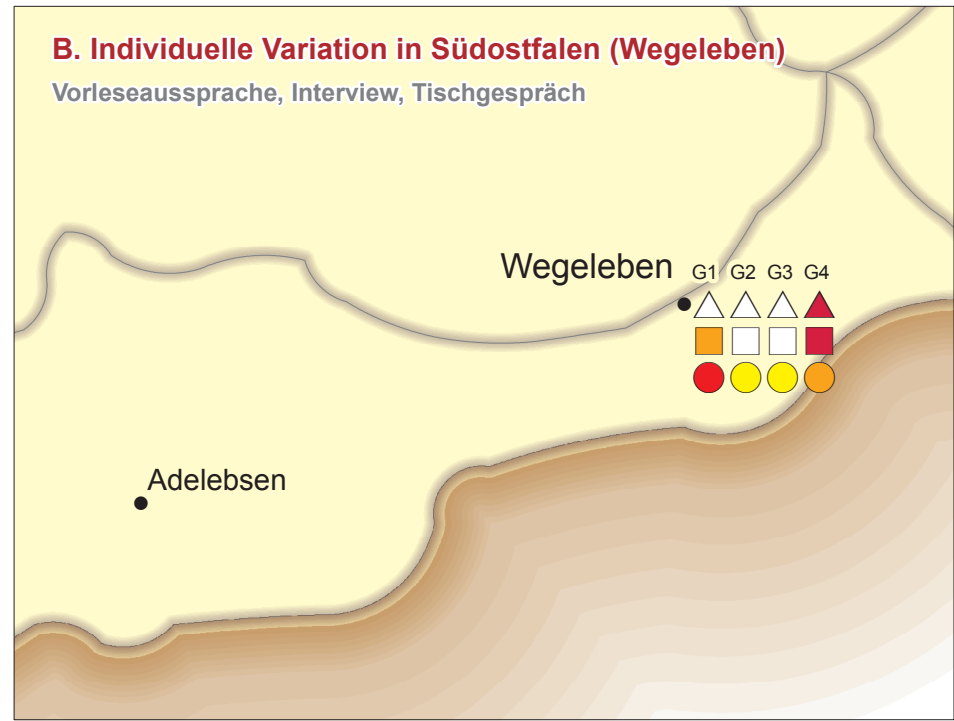 B. Individuelle Variation in Südostfalen (Wegeleben)
Vorleseaussprache, Interview, Tischgespräch
Wegeleben G1 G2 G3 G4
Adelebsen